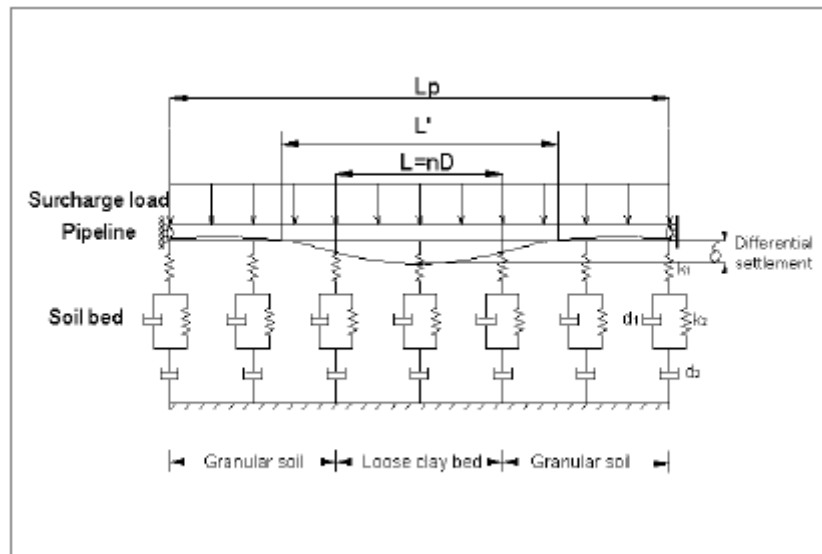 Lp
L'
L=nD
Surcharge load
Pipeline
δ
Differential
settlement
k₁
Soil bed
d₁
k₂
d₂
Granular soil
Loose clay bed
Granular soil